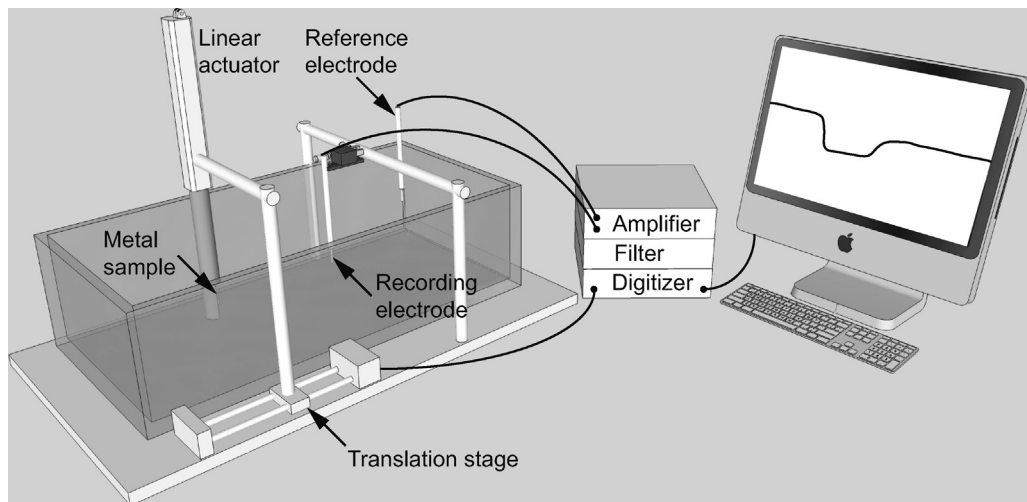 Linear
actuator
Reference
electrode
Metal
sample
Recording
electrode
Amplifier
Filter
Digitizer
Translation stage